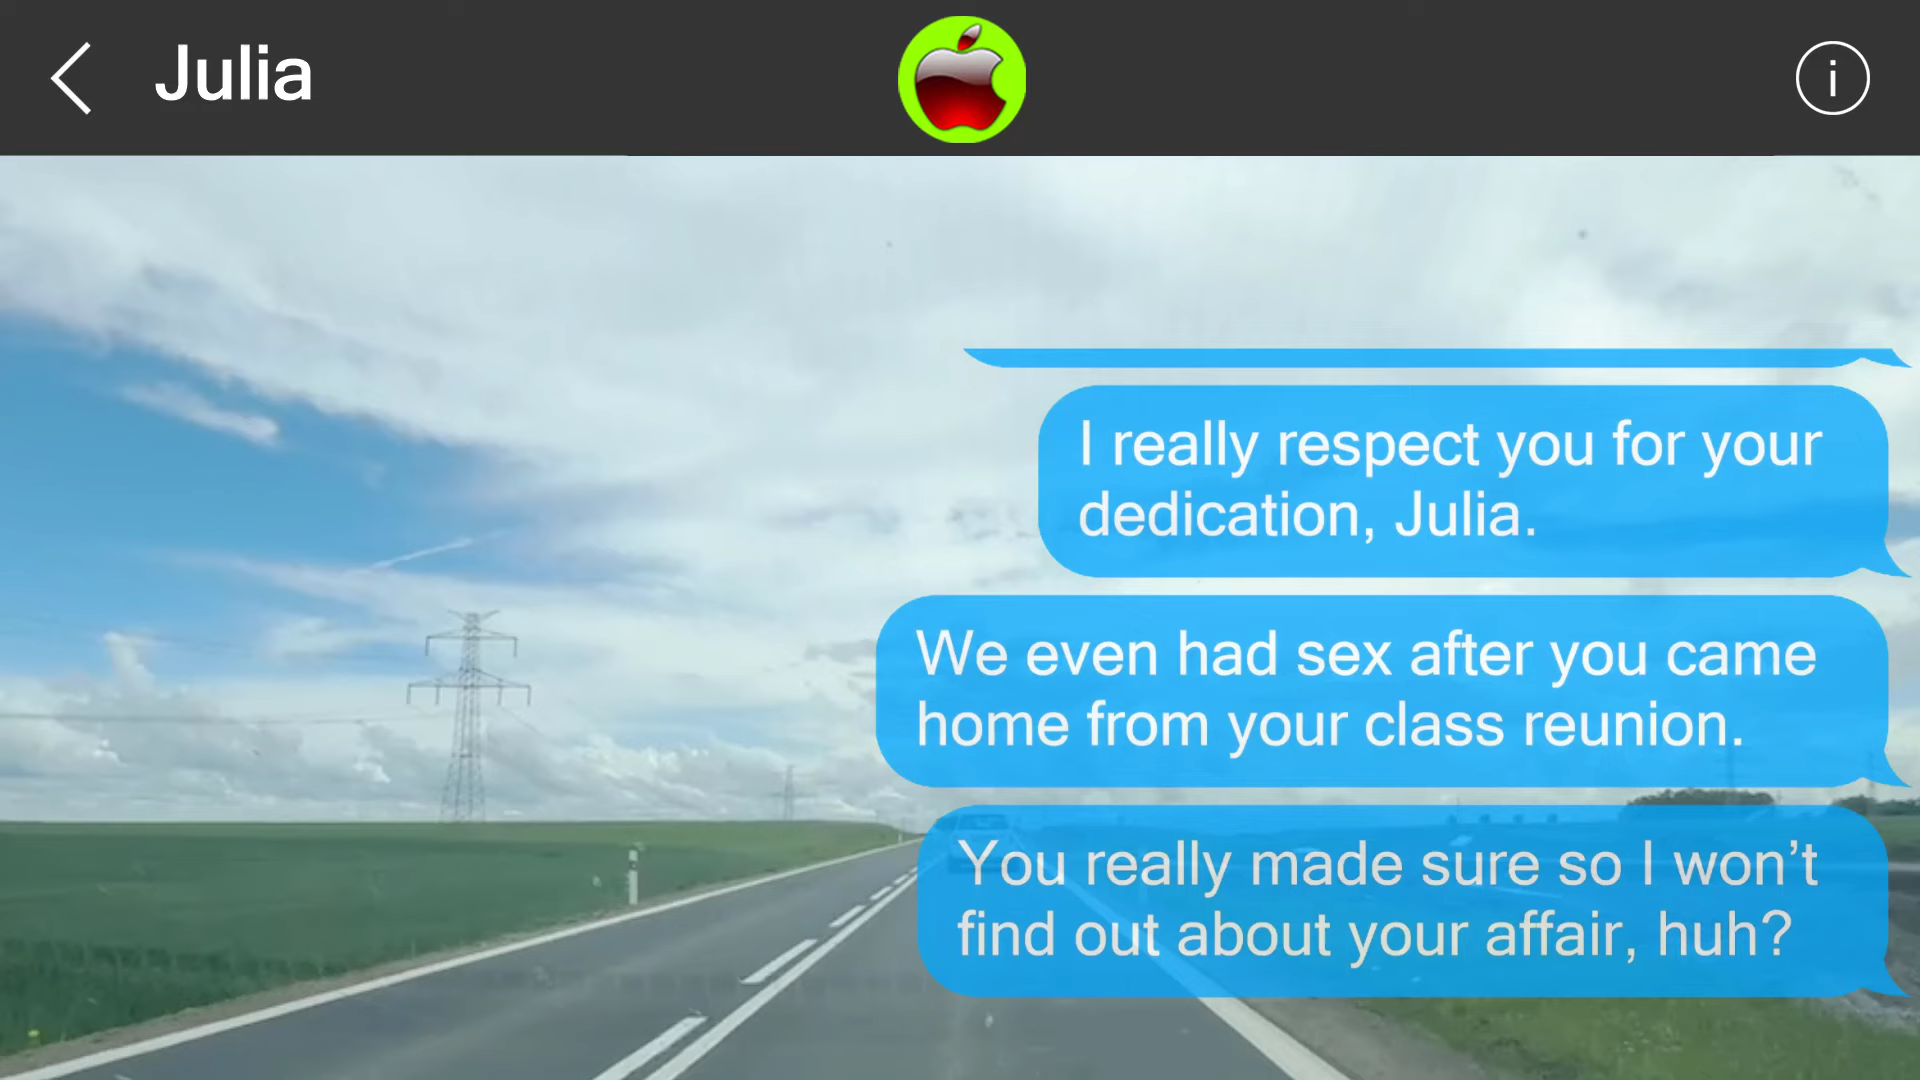 Julia
i
I really respect you for your
dedication, Julia.
We even had sex after you came
home from your class reunion.
You really made sure so I won’t
find out about your affair, huh?